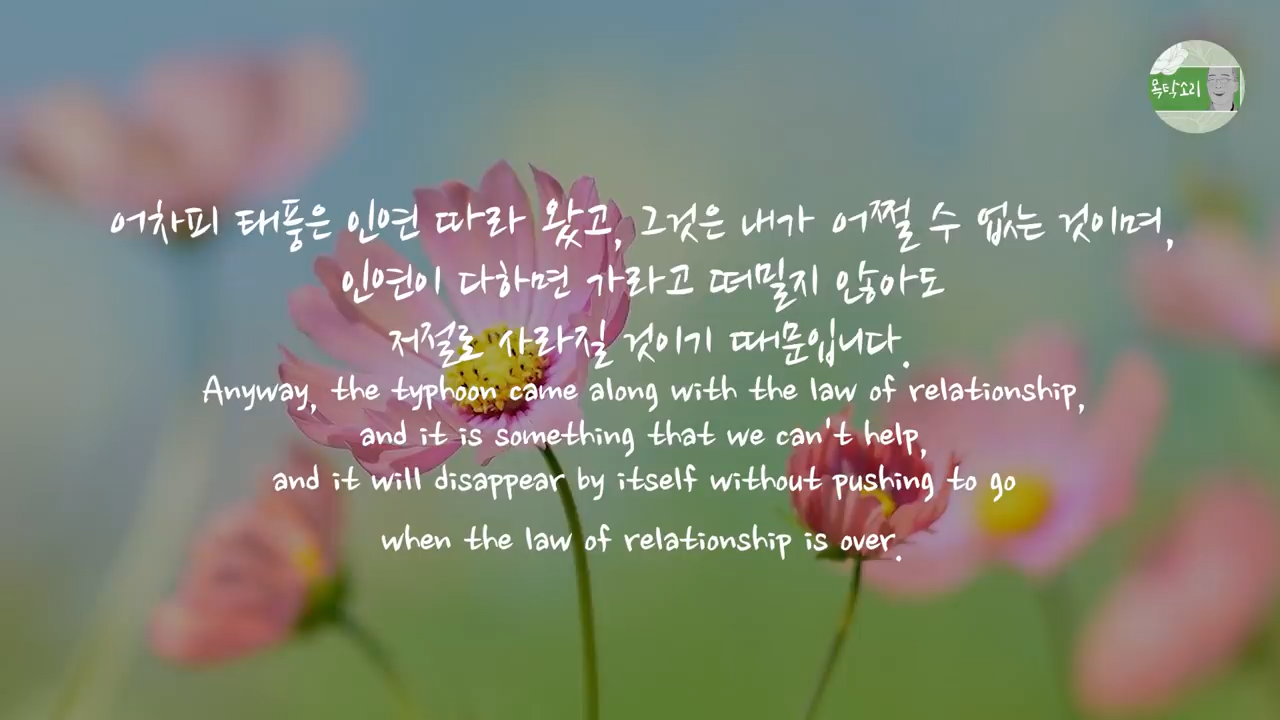 목탁소리
어차피 태풍은 인연 따라 왔고, 그것은 내가 어쩔 수 없는 것이며,
인연이 다하면 가라고 떠밀지 않아도
저절로 사라질 것이기 때문입니다.
Anyway, the typhoon came along with the law of relationship,
and it is something that we can't help,
and it will disappear by itself without pushing to go
when the law of relationship is over.